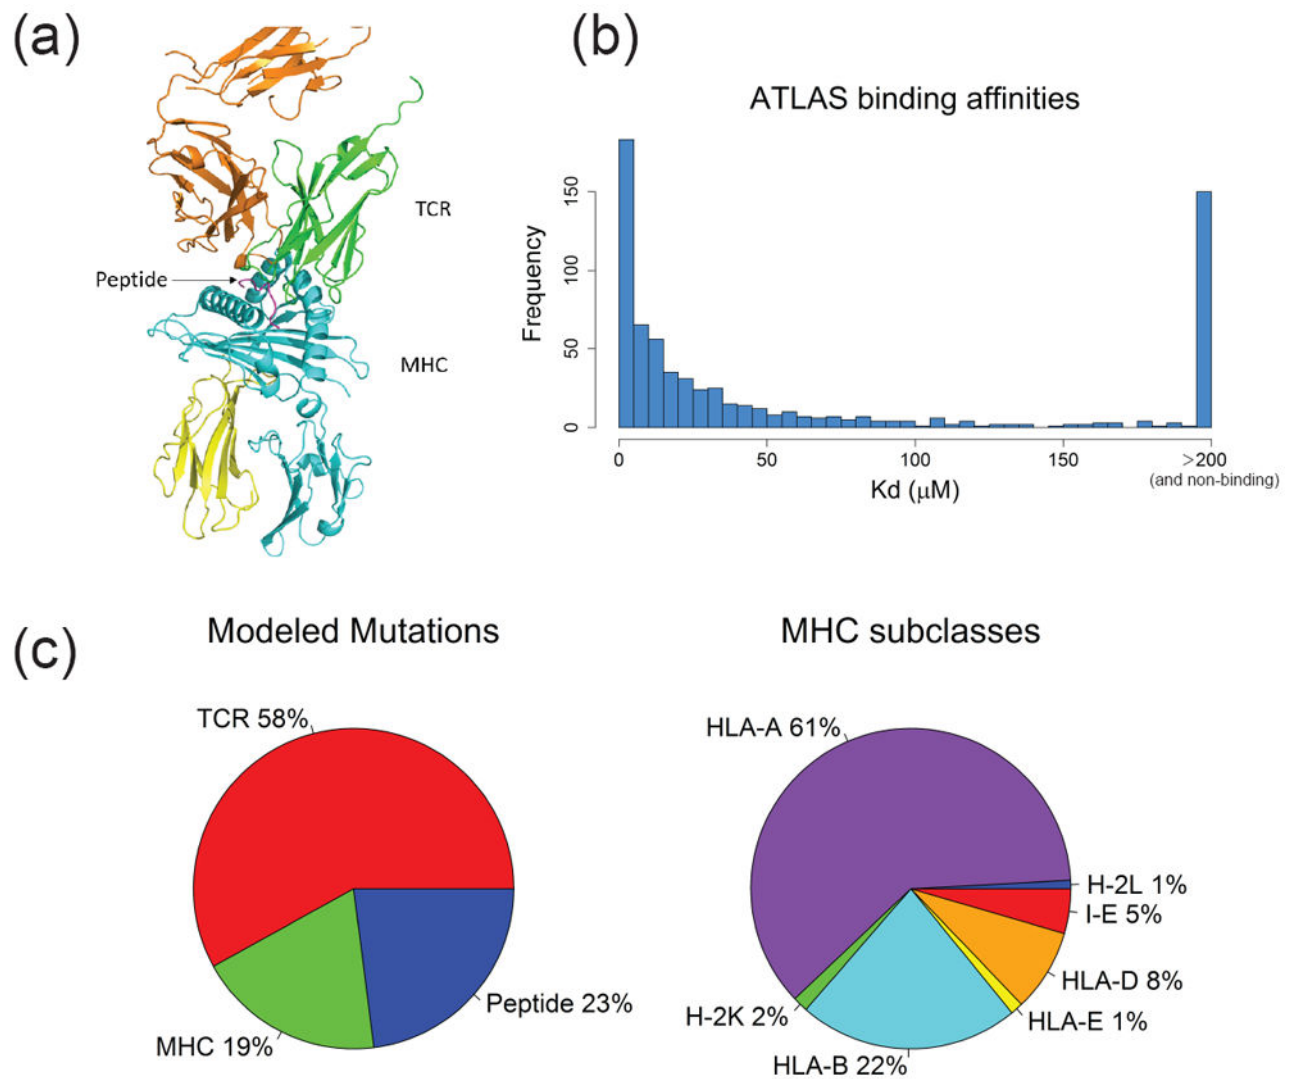 (a)
TCR
Peptide
MHC
(b)
ATLAS binding affinities
Frequency
0
50
100
150
0
50
100
150
>200
(and non-binding)
Kd (μM)
(c)
Modeled Mutations
TCR 58%
MHC 19%
Peptide 23%
MHC subclasses
HLA-A 61%
H-2L 1%
I-E 5%
HLA-D 8%
HLA-E 1%
H-2K 2%
HLA-B 22%